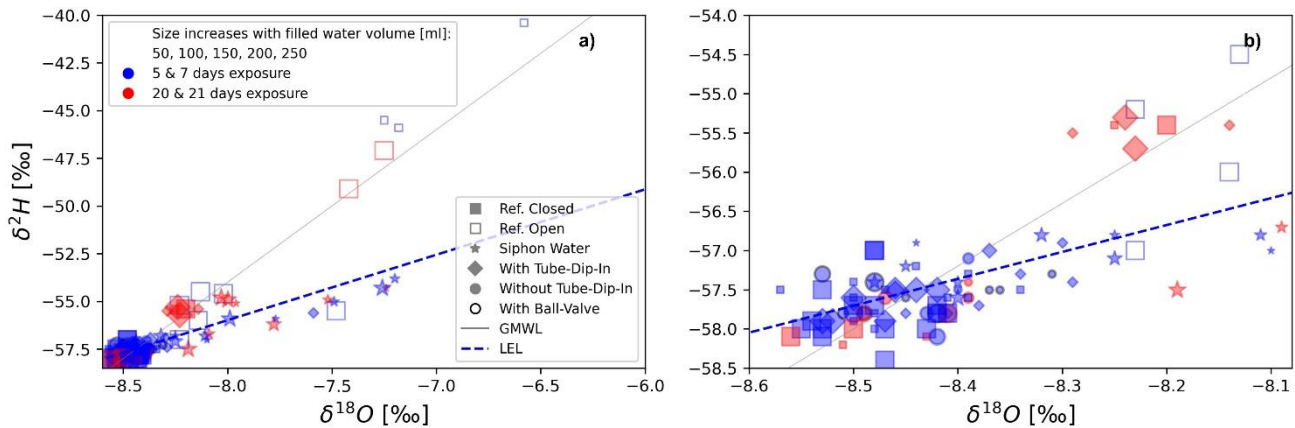 a)
Size increases with filled water volume [ml]:
50, 100, 150, 200, 250
5 & 7 days exposure
20 & 21 days exposure
−40.0
−42.5
−45.0
−47.5
−50.0
−52.5
−55.0
−57.5
δ²H [‰]
Ref. Closed
Ref. Open
Siphon Water
With Tube-Dip-In
Without Tube-Dip-In
With Ball-Valve
GMWL
LEL
−8.5
−8.0
−7.5
−7.0
−6.5
−6.0
δ¹⁸O [‰]
b)
−54.0
−54.5
−55.0
−55.5
−56.0
−56.5
−57.0
−57.5
−58.0
−58.5
−8.6
−8.5
−8.4
−8.3
−8.2
−8.1
δ¹⁸O [‰]